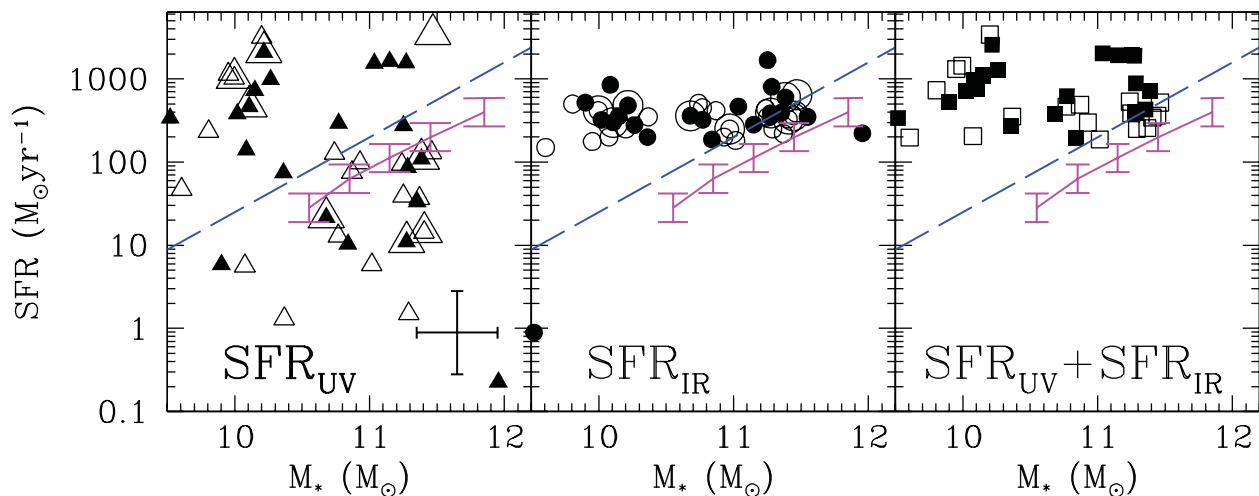 SFR (M⊙yr⁻¹)
1000
100
10
1
0.1
SFR_UV
SFR_IR
SFR_UV+SFR_IR
10 11 12
10 11 12
10 11 12
M* (M⊙)
M* (M⊙)
M* (M⊙)